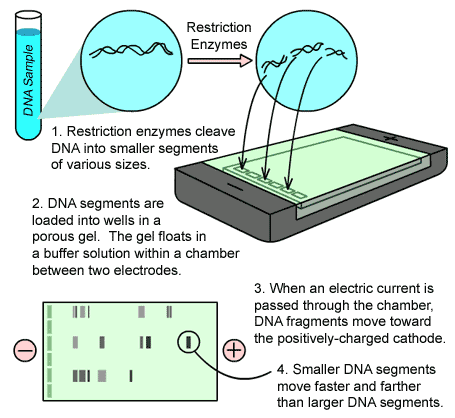 DNA Sample
Restriction
Enzymes
1. Restriction enzymes cleave
DNA into smaller segments
of various sizes.
+
-
2. DNA segments are
loaded into wells in a
porous gel. The gel floats in
a buffer solution within a chamber
between two electrodes.
3. When an electric current is
passed through the chamber,
DNA fragments move toward
the positively-charged cathode.
−
+
4. Smaller DNA segments
move faster and farther
than larger DNA segments.